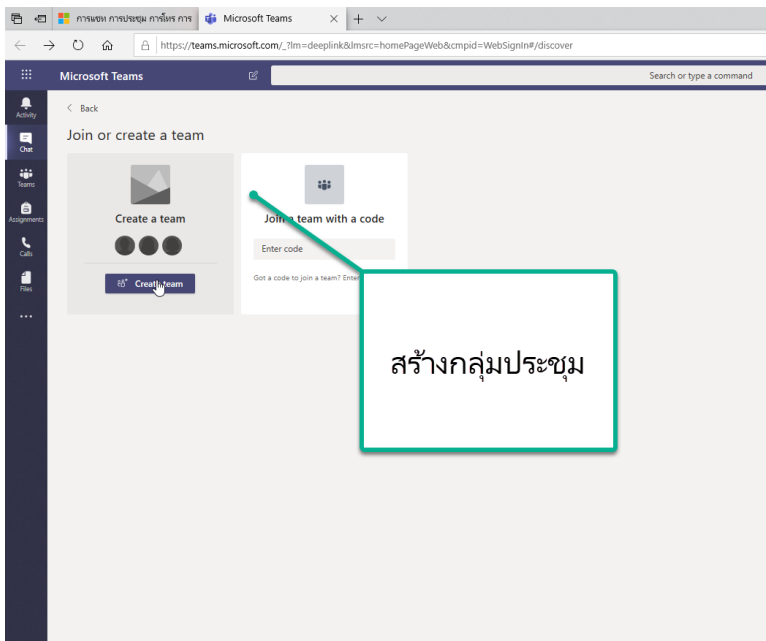 การแชท การประชุม การโทร การ
Microsoft Teams
https://teams.microsoft.com/_?lm=deeplink&lmsrc=homePageWeb&cmpid=WebSignIn#/discover
Microsoft Teams
Search or type a command
Activity
Chat
Teams
Assignments
Calls
Files
< Back
Join or create a team
Create a team
Create team
Join a team with a code
Enter code
Got a code to join a team? Enter
สร้างกลุ่มประชุม